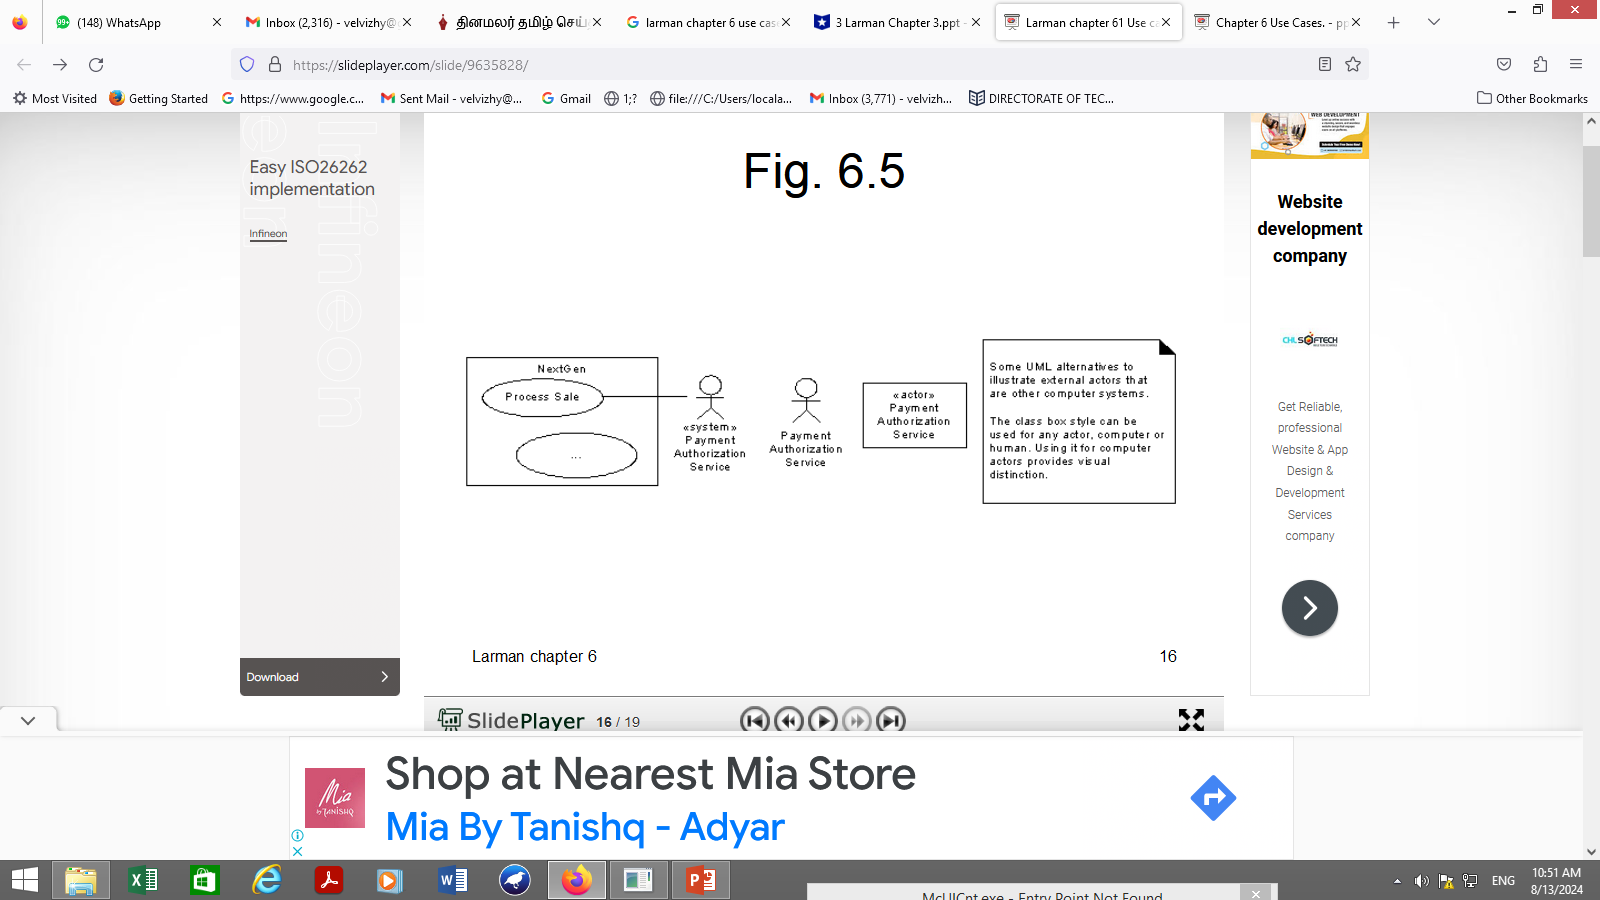 (148) WhatsApp
Inbox (2,316) - velvizhy@
தினமலர் தமிழ் செய்
larman chapter 6 use cas
3 Larman Chapter 3.ppt -
Larman chapter 61 Use ca
Chapter 6 Use Cases. - pp
https://slideplayer.com/slide/9635828/
Most Visited
Getting Started
https://www.google.c...
Sent Mail - velvizhy@...
Gmail
1;?
file:///C:/Users/locala...
Inbox (3,771) - velvizh...
DIRECTORATE OF TEC...
Other Bookmarks
Easy ISO26262
implementation
Infineon
Download
Fig. 6.5
NextGen
Process Sale
...
«system»
Payment
Authorization
Service
Payment
Authorization
Service
«actor»
Payment
Authorization
Service
Some UML alternatives to
illustrate external actors that
are other computer systems.
The class box style can be
used for any actor, computer or
human. Using it for computer
actors provides visual
distinction.
Larman chapter 6
16
SlidePlayer
16 / 19
WEB DEVELOPMENT
Website
development
company
CHLSOFTECH
Get Reliable,
professional
Website & App
Design &
Development
Services
company
Mia
BY TANISHQ
Shop at Nearest Mia Store
Mia By Tanishq - Adyar
McUICnt.exe - Entry Point Not Found
ENG
10:51 AM
8/13/2024